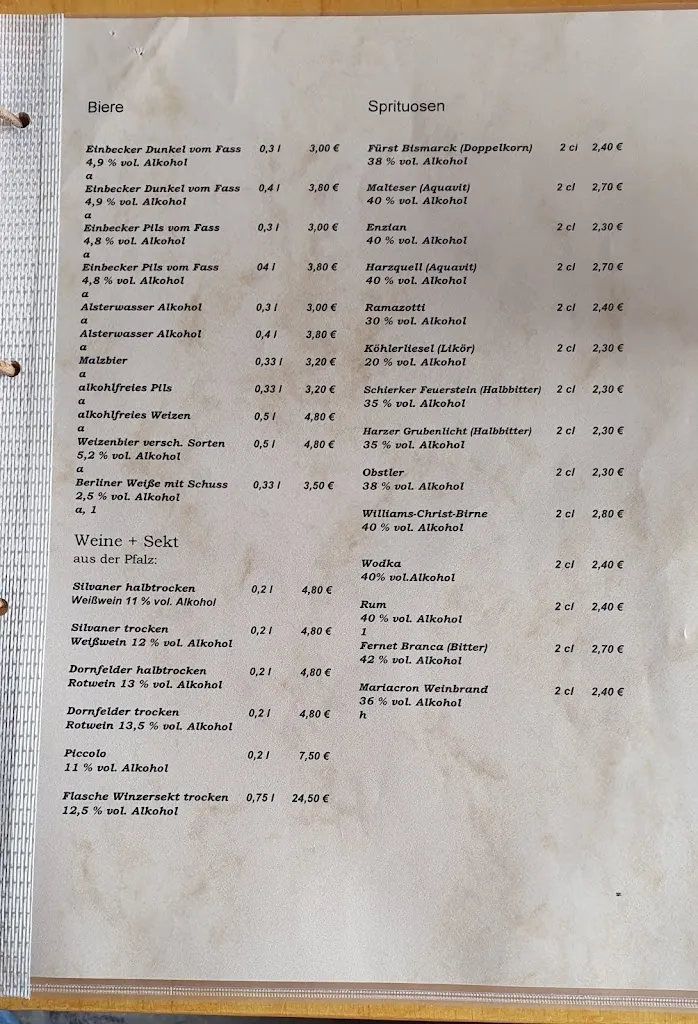 Biere
Einbecker Dunkel vom Fass 0,3 l 3,00 €
4,9 % vol. Alkohol
a
Einbecker Dunkel vom Fass 0,4 l 3,80 €
4,9 % vol. Alkohol
a
Einbecker Pils vom Fass 0,3 l 3,00 €
4,8 % vol. Alkohol
a
Einbecker Pils vom Fass 04 l 3,80 €
4,8 % vol. Alkohol
a
Alsterwasser Alkohol 0,3 l 3,00 €
a
Alsterwasser Alkohol 0,4 l 3,80 €
a
Malzbier 0,33 l 3,20 €
a
alkohlfreies Pils 0,33 l 3,20 €
a
alkohlfreies Weizen 0,5 l 4,80 €
a
Weizenbier versch. Sorten 0,5 l 4,80 €
5,2 % vol. Alkohol
a
Berliner Weiße mit Schuss 0,33 l 3,50 €
2,5 % vol. Alkohol
a, 1
Weine + Sekt
aus der Pfalz:
Silvaner halbtrocken 0,2 l 4,80 €
Weißwein 11 % vol. Alkohol
Silvaner trocken 0,2 l 4,80 €
Weißwein 12 % vol. Alkohol
Dornfelder halbtrocken 0,2 l 4,80 €
Rotwein 13 % vol. Alkohol
Dornfelder trocken 0,2 l 4,80 €
Rotwein 13,5 % vol. Alkohol
Piccolo 0,2 l 7,50 €
11 % vol. Alkohol
Flasche Winzersekt trocken 0,75 l 24,50 €
12,5 % vol. Alkohol
Sprituosen
Fürst Bismarck (Doppelkorn) 2 cl 2,40 €
38 % vol. Alkohol
Malteser (Aquavit) 2 cl 2,70 €
40 % vol. Alkohol
Enzian 2 cl 2,30 €
40 % vol. Alkohol
Harzquell (Aquavit) 2 cl 2,70 €
40 % vol. Alkohol
Ramazotti 2 cl 2,40 €
30 % vol. Alkohol
Köhlerliesel (Likör) 2 cl 2,30 €
20 % vol. Alkohol
Schierker Feuerstein (Halbbitter) 2 cl 2,30 €
35 % vol. Alkohol
Harzer Grubenlicht (Halbbitter) 2 cl 2,30 €
35 % vol. Alkohol
Obstler 2 cl 2,30 €
38 % vol. Alkohol
Williams-Christ-Birne 2 cl 2,80 €
40 % vol. Alkohol
Wodka 2 cl 2,40 €
40% vol.Alkohol
Rum 2 cl 2,40 €
40 % vol. Alkohol
1
Fernet Branca (Bitter) 2 cl 2,70 €
42 % vol. Alkohol
Mariacron Weinbrand 2 cl 2,40 €
36 % vol. Alkohol
h